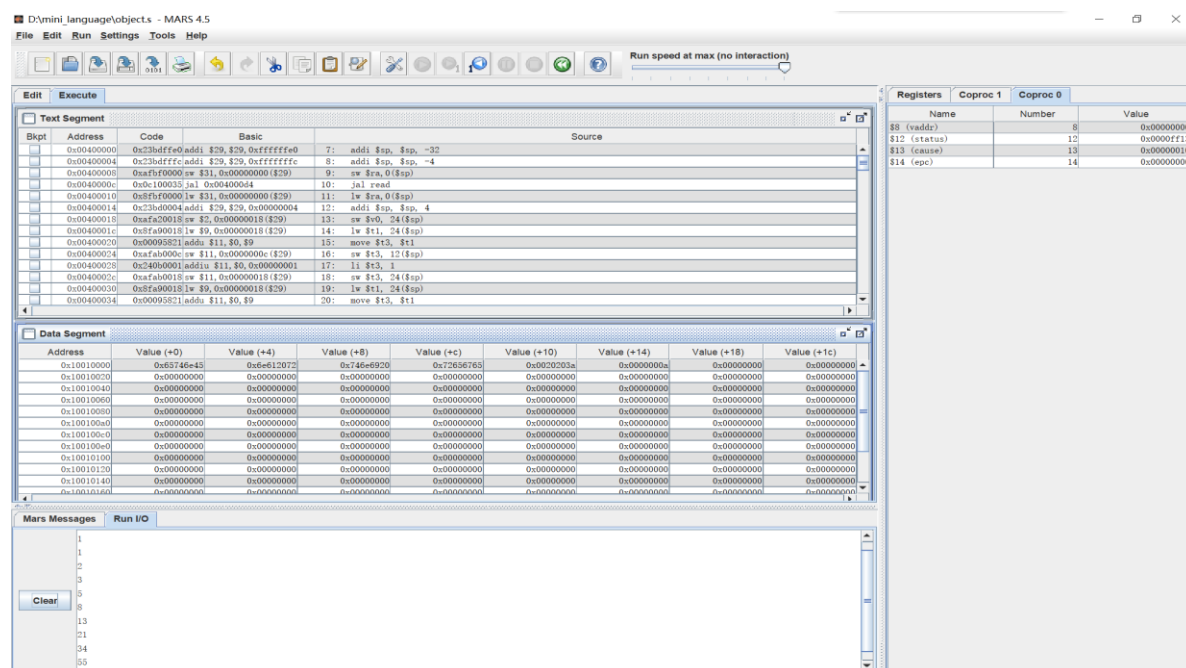 D:\mini_language\object.s - MARS 4.5
File Edit Run Settings Tools Help
Run speed at max (no interaction)
Edit Execute
Registers Coproc 1 Coproc 0
Text Segment
Bkpt Address Code Basic Source
0x00400000 0x23bdffe0 addi $29,$29,0xffffffe0 7: addi $sp, $sp, -32
0x00400004 0x23bdfffc addi $29,$29,0xfffffffc 8: addi $sp, $sp, -4
0x00400008 0xafbf0000 sw $31,0x00000000($29) 9: sw $ra,0($sp)
0x0040000c 0x0c100035 jal 0x004000d4 10: jal read
0x00400010 0x8fbf0000 lw $31,0x00000000($29) 11: lw $ra,0($sp)
0x00400014 0x23bd0004 addi $29,$29,0x00000004 12: addi $sp, $sp, 4
0x00400018 0xafa20018 sw $2,0x00000018($29) 13: sw $v0, 24($sp)
0x0040001c 0x8fa90018 lw $9,0x00000018($29) 14: lw $t1, 24($sp)
0x00400020 0x00095821 addu $11,$0,$9 15: move $t3, $t1
0x00400024 0xafab000c sw $11,0x0000000c($29) 16: sw $t3, 12($sp)
0x00400028 0x240b0001 addiu $11,$0,0x00000001 17: li $t3, 1
0x0040002c 0xafab0018 sw $11,0x00000018($29) 18: sw $t3, 24($sp)
0x00400030 0x8fa90018 lw $9,0x00000018($29) 19: lw $t1, 24($sp)
0x00400034 0x00095821 addu $11,$0,$9 20: move $t3, $t1
Name Number Value
$8 (vaddr) 8 0x0000000
$12 (status) 12 0x0000ff1
$13 (cause) 13 0x0000000
$14 (epc) 14 0x0000000
Data Segment
Address Value (+0) Value (+4) Value (+8) Value (+c) Value (+10) Value (+14) Value (+18) Value (+1c)
0x10010000 0x65746e45 0x6e612072 0x746e6920 0x72656765 0x0020203a 0x0000000a 0x00000000 0x00000000
0x10010020 0x00000000 0x00000000 0x00000000 0x00000000 0x00000000 0x00000000 0x00000000 0x00000000
0x10010040 0x00000000 0x00000000 0x00000000 0x00000000 0x00000000 0x00000000 0x00000000 0x00000000
0x10010060 0x00000000 0x00000000 0x00000000 0x00000000 0x00000000 0x00000000 0x00000000 0x00000000
0x10010080 0x00000000 0x00000000 0x00000000 0x00000000 0x00000000 0x00000000 0x00000000 0x00000000
0x100100a0 0x00000000 0x00000000 0x00000000 0x00000000 0x00000000 0x00000000 0x00000000 0x00000000
0x100100c0 0x00000000 0x00000000 0x00000000 0x00000000 0x00000000 0x00000000 0x00000000 0x00000000
0x100100e0 0x00000000 0x00000000 0x00000000 0x00000000 0x00000000 0x00000000 0x00000000 0x00000000
0x10010100 0x00000000 0x00000000 0x00000000 0x00000000 0x00000000 0x00000000 0x00000000 0x00000000
0x10010120 0x00000000 0x00000000 0x00000000 0x00000000 0x00000000 0x00000000 0x00000000 0x00000000
0x10010140 0x00000000 0x00000000 0x00000000 0x00000000 0x00000000 0x00000000 0x00000000 0x00000000
0x10010160 0x00000000 0x00000000 0x00000000 0x00000000 0x00000000 0x00000000 0x00000000 0x00000000
Mars Messages Run I/O
1
1
2
3
5
Clear
8
13
21
34
55